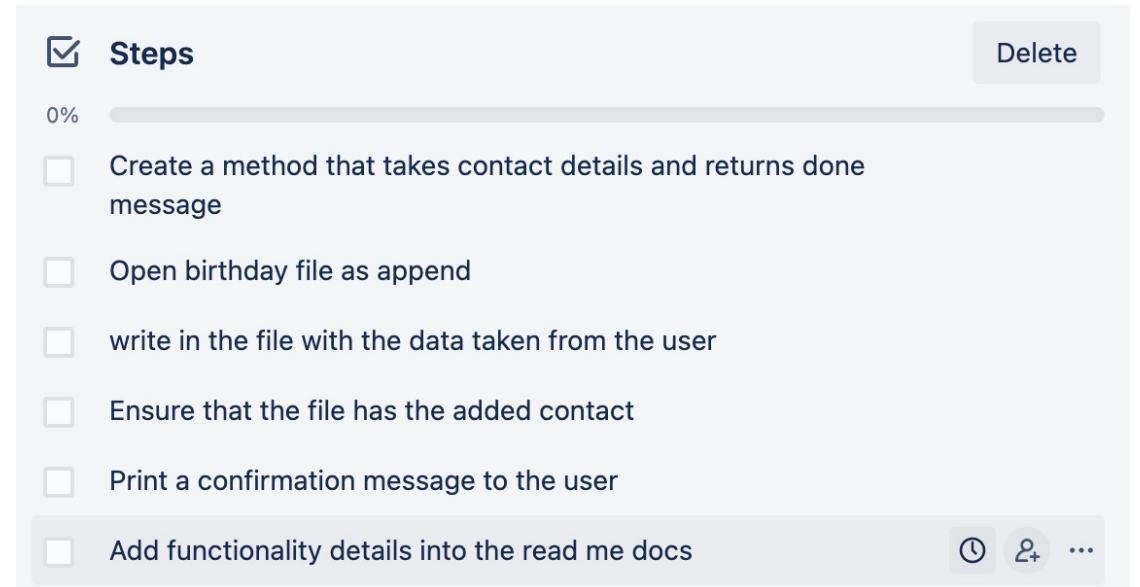 Steps
Delete
0%
Create a method that takes contact details and returns done
message
Open birthday file as append
write in the file with the data taken from the user
Ensure that the file has the added contact
Print a confirmation message to the user
Add functionality details into the read me docs